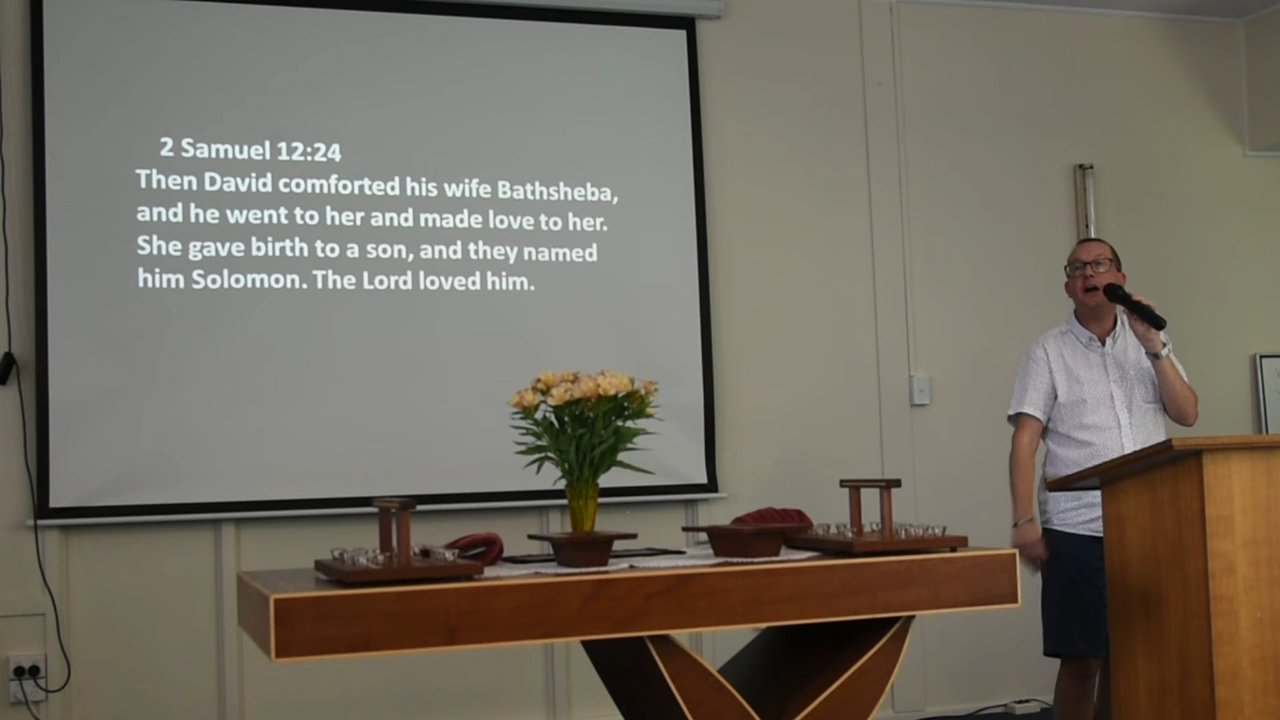 2 Samuel 12:24
Then David comforted his wife Bathsheba,
and he went to her and made love to her.
She gave birth to a son, and they named
him Solomon. The Lord loved him.